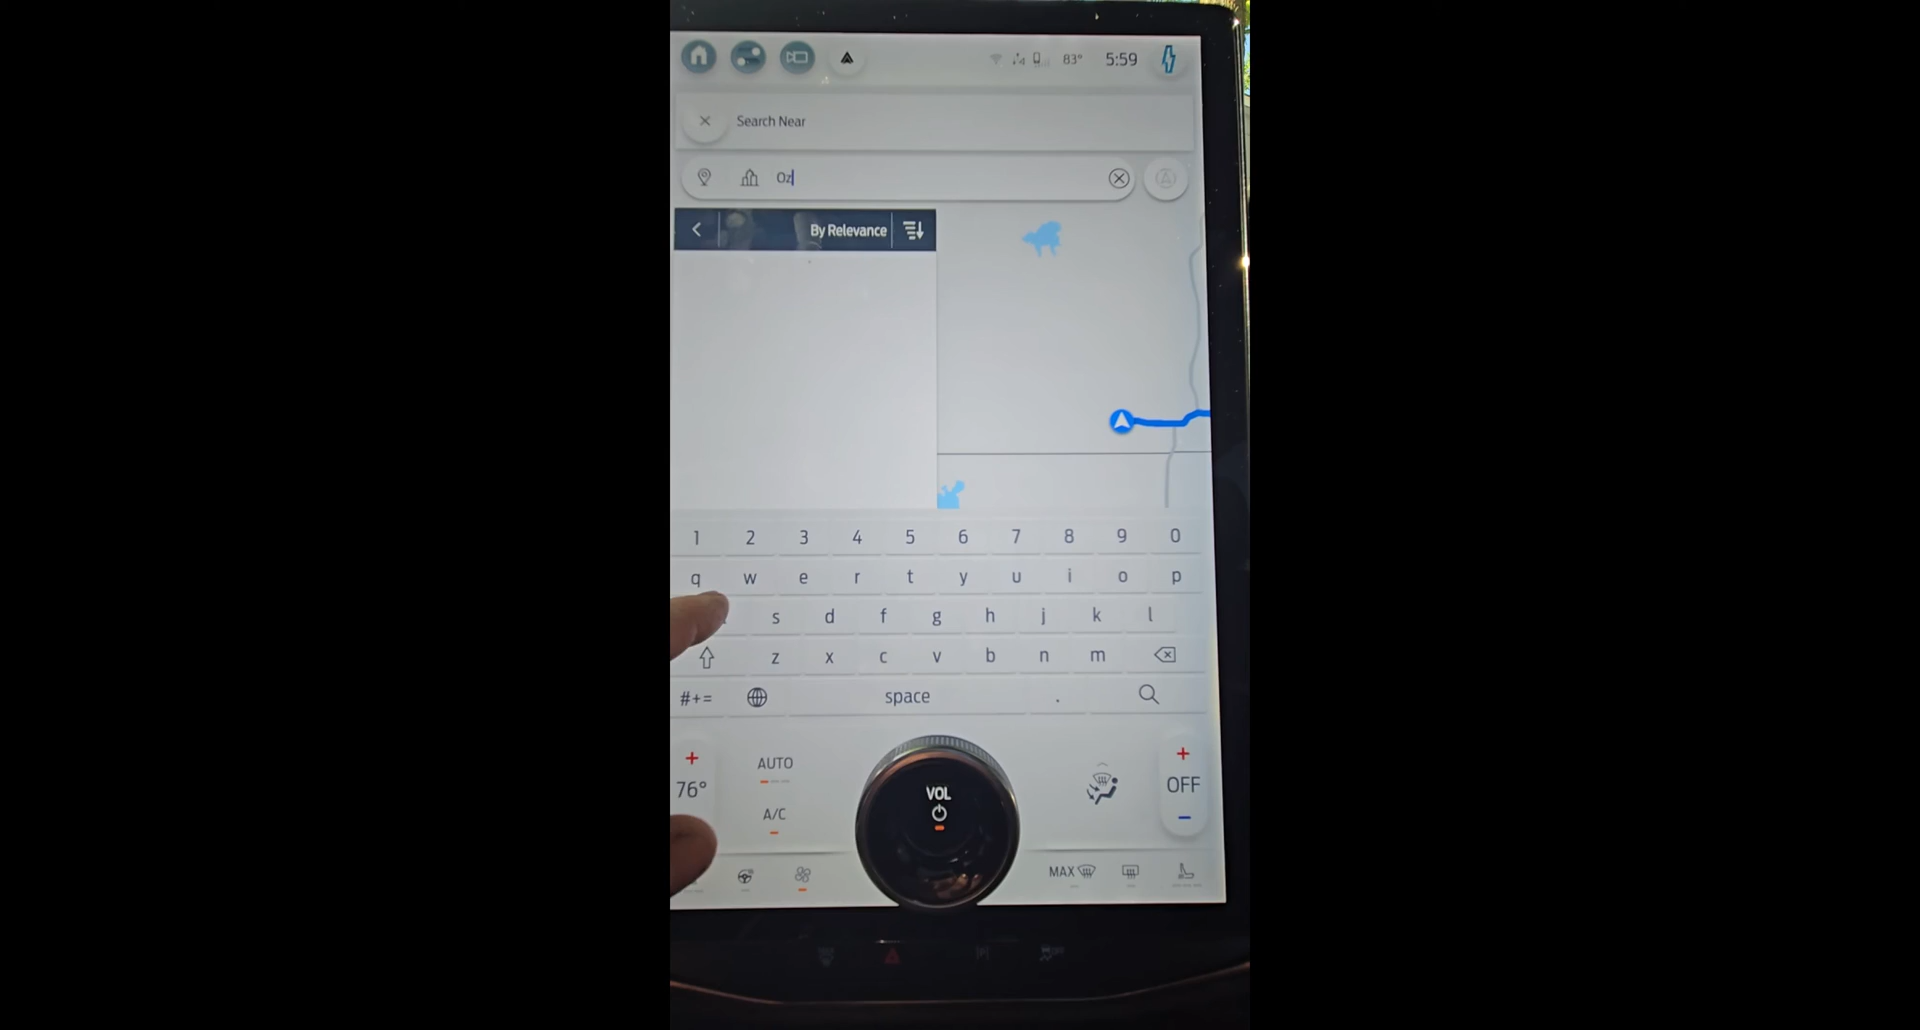 83° 5:59
Search Near
Oz
By Relevance
1 2 3 4 5 6 7 8 9 0
q w e r t y u i o p
s d f g h j k l
z x c v b n m
#+= space .
+ AUTO VOL +
76° OFF
A/C −
MAX